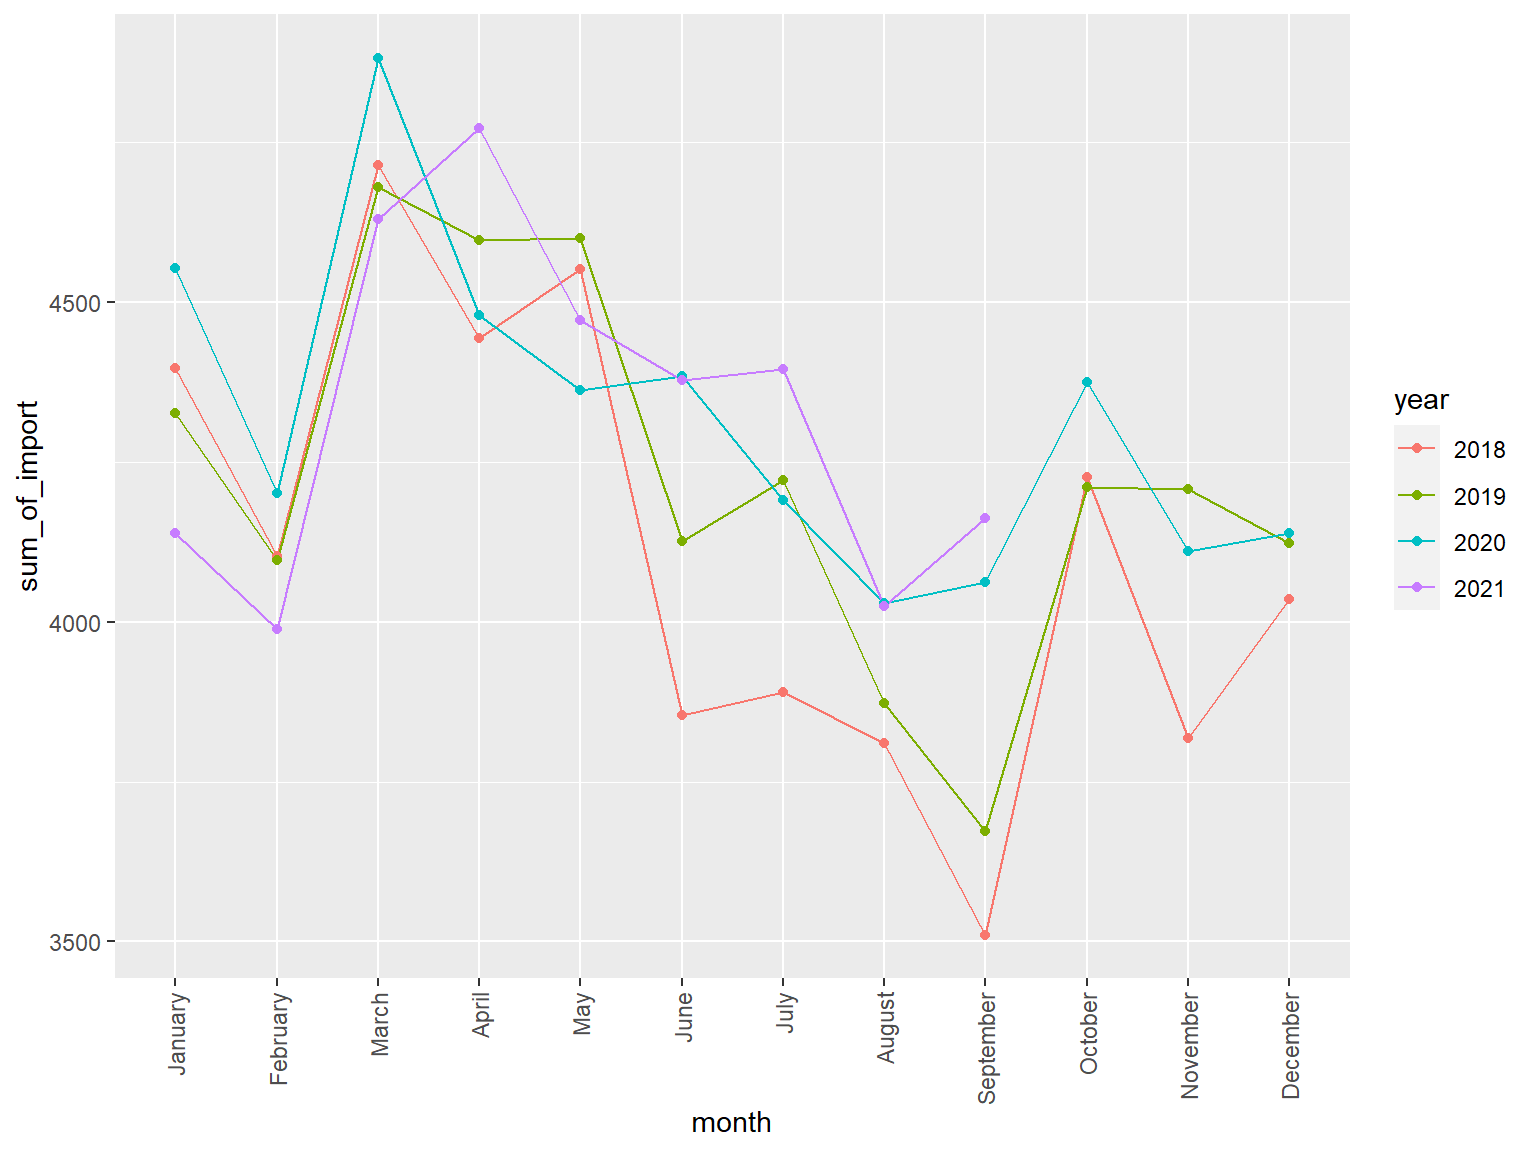 sum_of_import
4500
4000
3500
January
February
March
April
May
June
July
August
September
October
November
December
month
year
2018
2019
2020
2021